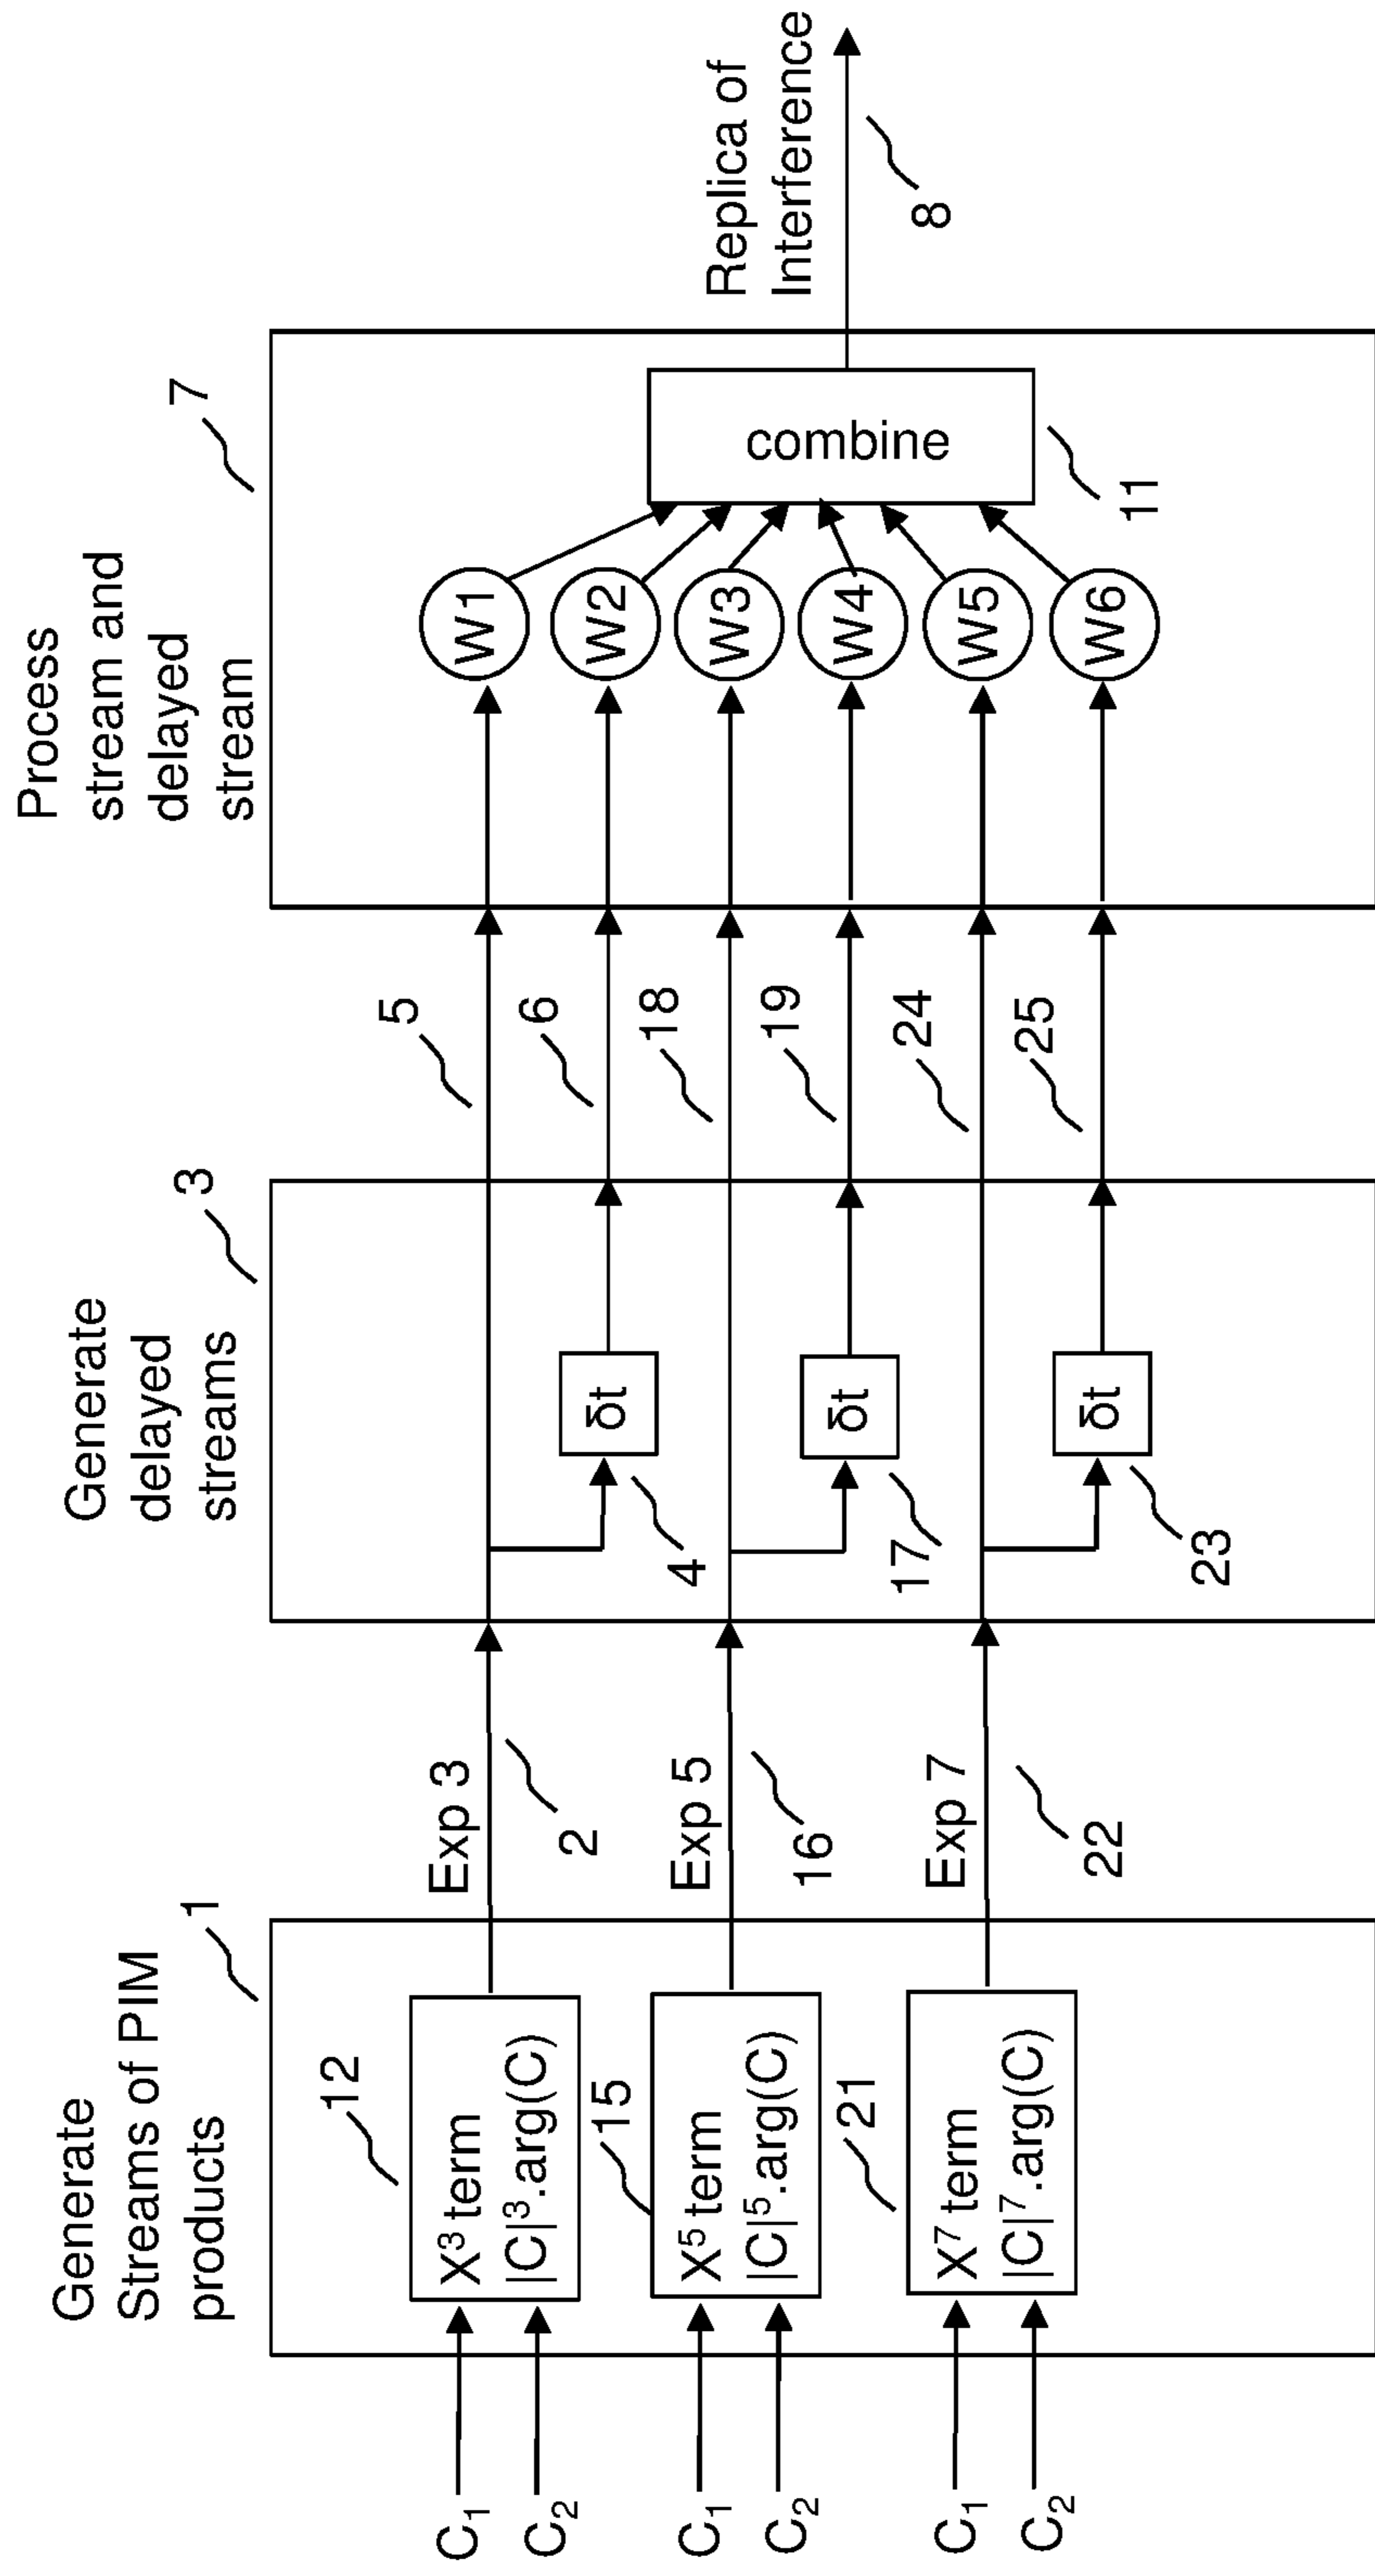 Generate
Streams of PIM
products
1
Generate
delayed
streams
3
Process
stream and
delayed
stream
7
C1
C2
12
X³ term
|C|³.arg(C)
Exp 3
2
δt
4
5
6
C1
C2
15
X⁵ term
|C|⁵.arg(C)
Exp 5
16
δt
17
18
19
C1
C2
21
X⁷ term
|C|⁷.arg(C)
Exp 7
22
δt
23
24
25
W1
W2
W3
W4
W5
W6
combine
11
Replica of
Interference
8